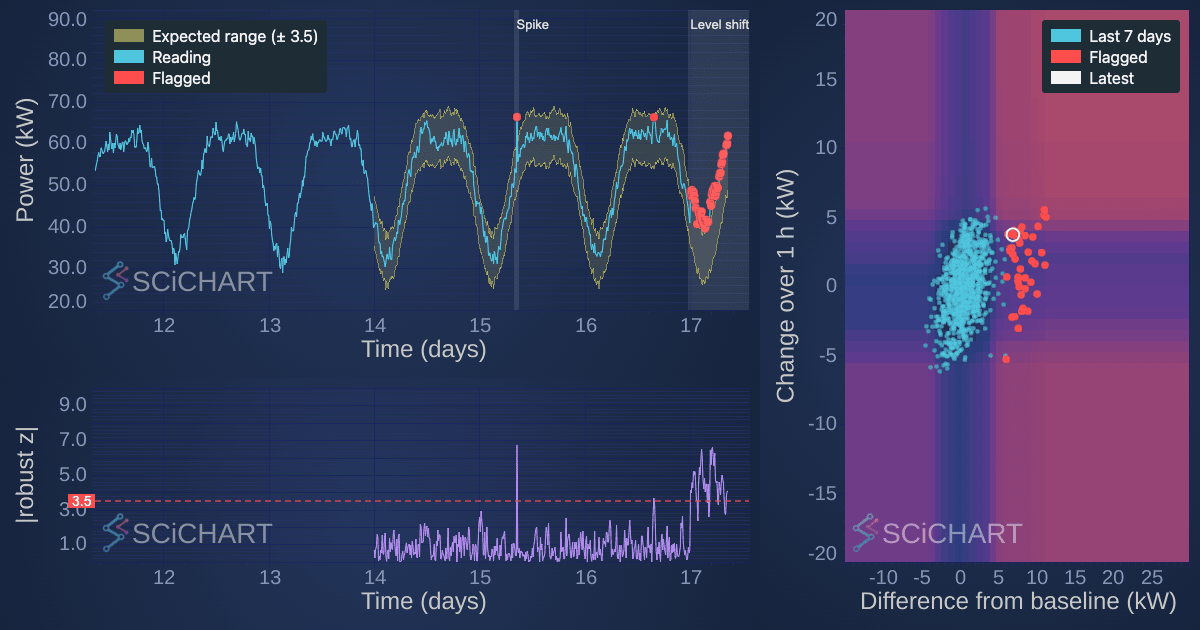 90.0
80.0
70.0
60.0
50.0
40.0
30.0
20.0
Power (kW)
Expected range (± 3.5)
Reading
Flagged
Spike
Level shift
SCiCHART
12
13
14
15
16
17
Time (days)
9.0
7.0
5.0
3.0
1.0
3.5
|robust z|
SCiCHART
12
13
14
15
16
17
Time (days)
20
15
10
5
0
-5
-10
-15
-20
Change over 1 h (kW)
Last 7 days
Flagged
Latest
SCiCHART
-10
-5
0
5
10
15
20
25
Difference from baseline (kW)